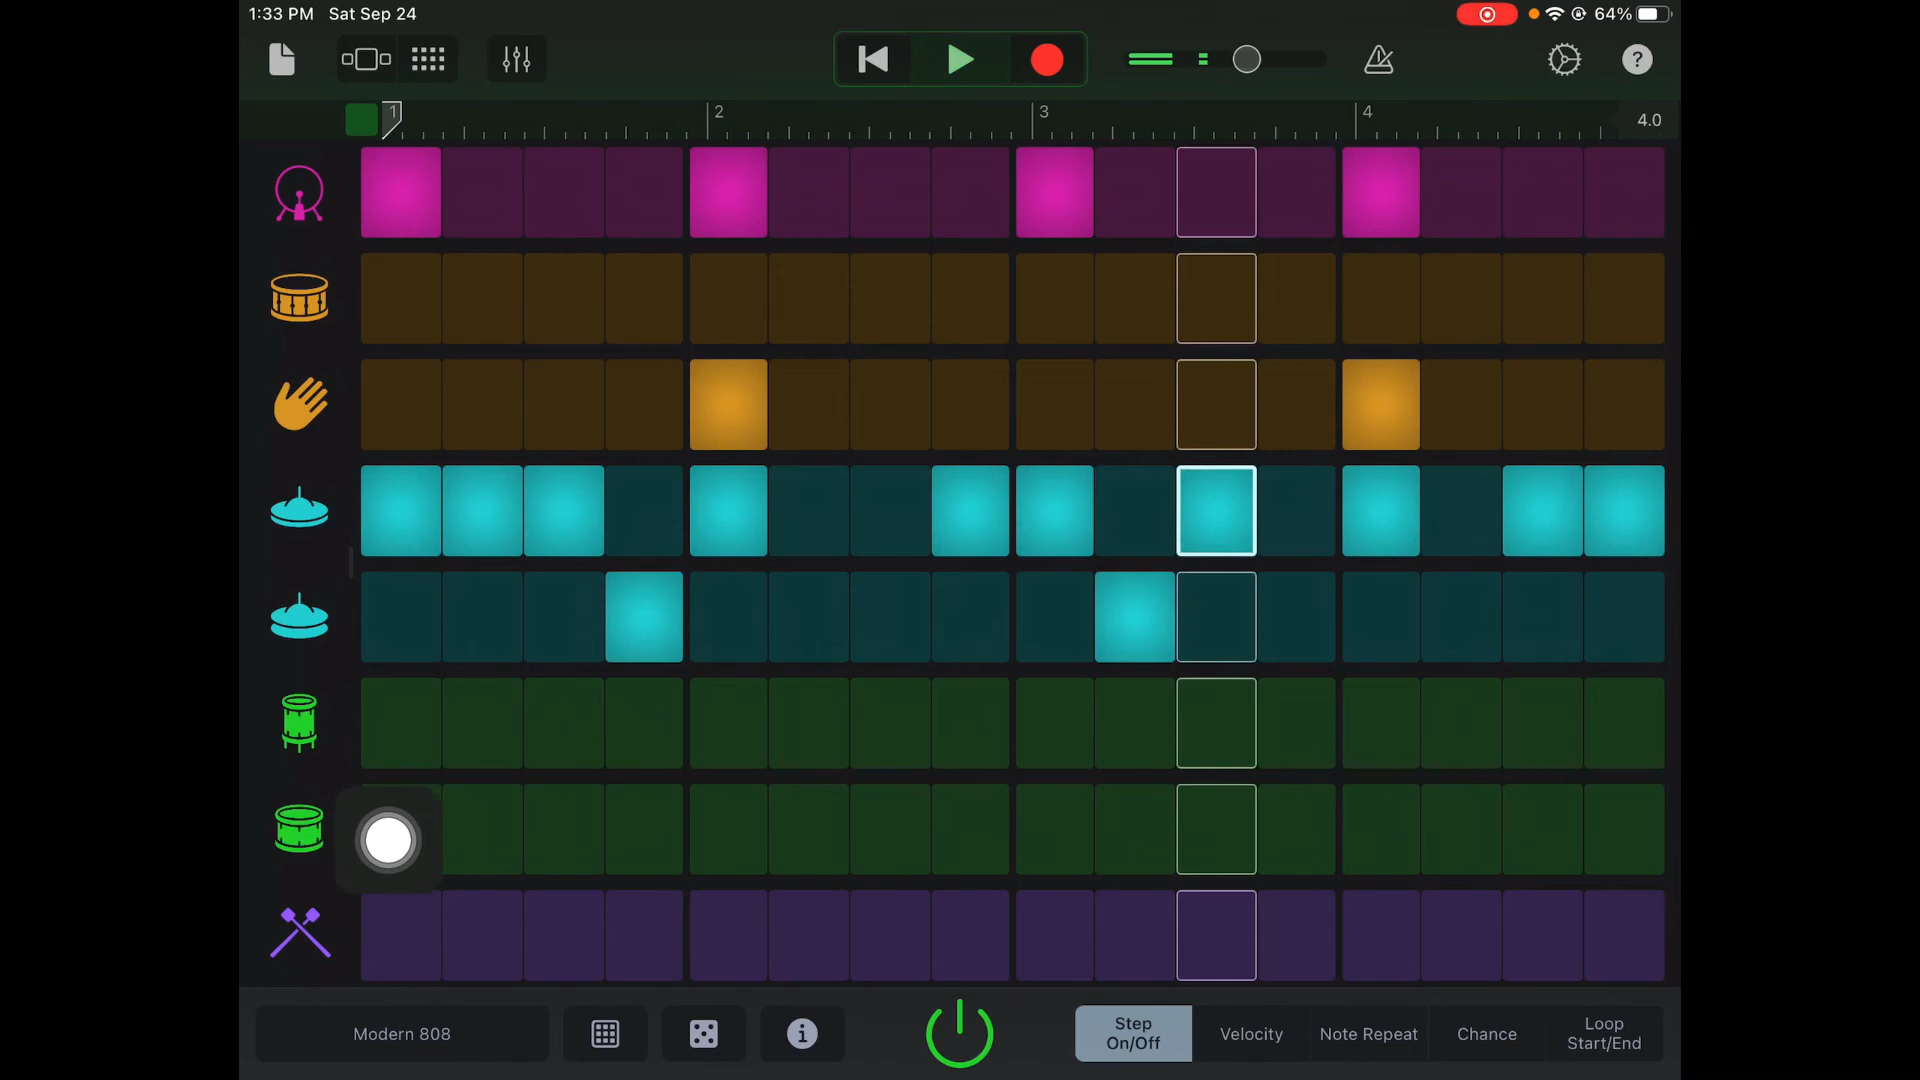 1:33 PM Sat Sep 24
64%
?
1 2 3 4 4.0
Modern 808
i
Step
On/Off
Velocity
Note Repeat
Chance
Loop
Start/End